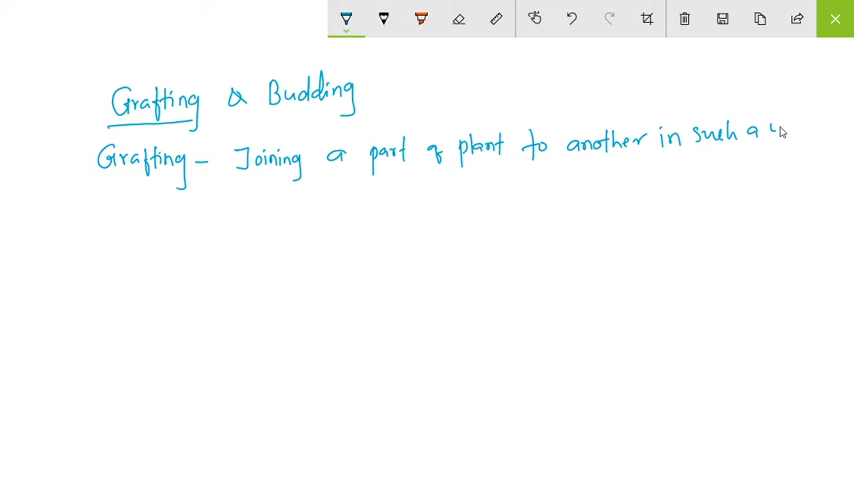 Grafting & Budding
Grafting - Joining a part of plant to another in such a